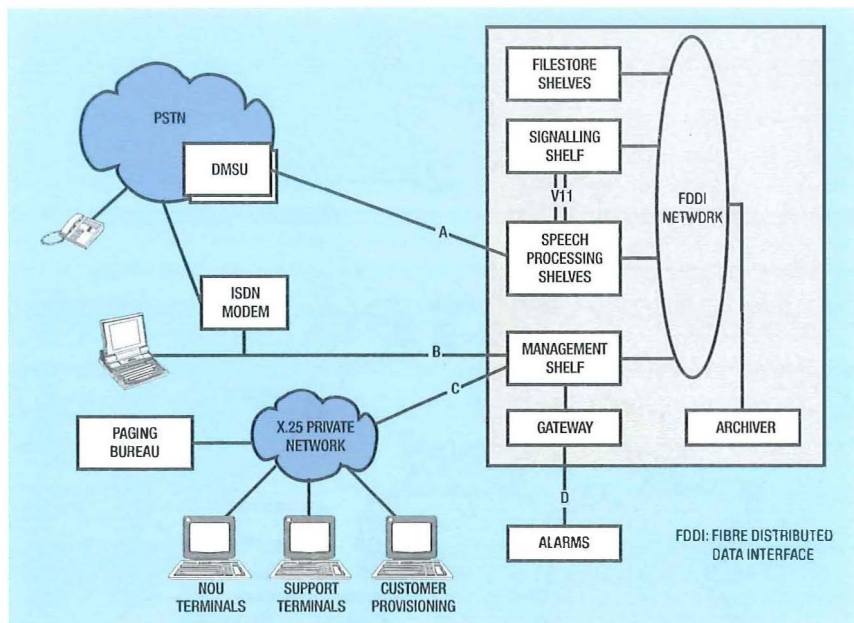 PSTN
DMSU
ISDN
MODEM
PAGING
BUREAU
X.25 PRIVATE
NETWORK
NOU
TERMINALS
SUPPORT
TERMINALS
CUSTOMER
PROVISIONING
A
B
C
D
FILESTORE
SHELVES
SIGNALLING
SHELF
V11
SPEECH
PROCESSING
SHELVES
MANAGEMENT
SHELF
GATEWAY
FDDI
NETWORK
ARCHIVER
ALARMS
FDDI: FIBRE DISTRIBUTED
DATA INTERFACE